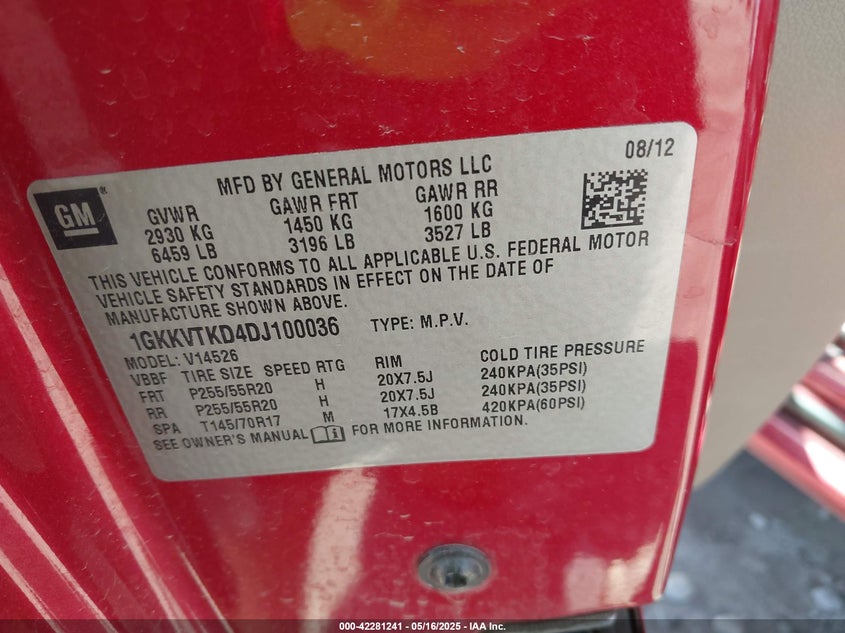 08/12
MFD BY GENERAL MOTORS LLC
GM®
GVWR GAWR FRT GAWR RR
2930 KG 1450 KG 1600 KG
6459 LB 3196 LB 3527 LB
THIS VEHICLE CONFORMS TO ALL APPLICABLE U.S. FEDERAL MOTOR
VEHICLE SAFETY STANDARDS IN EFFECT ON THE DATE OF
MANUFACTURE SHOWN ABOVE.
1GKKVTKD4DJ100036 TYPE: M.P.V.
MODEL: V14526
VBBF TIRE SIZE SPEED RTG RIM COLD TIRE PRESSURE
FRT P255/55R20 H 20X7.5J 240KPA(35PSI)
RR P255/55R20 H 20X7.5J 240KPA(35PSI)
SPA T145/70R17 M 17X4.5B 420KPA(60PSI)
SEE OWNER'S MANUAL FOR MORE INFORMATION.
000-42281241 - 05/16/2025 - IAA Inc.